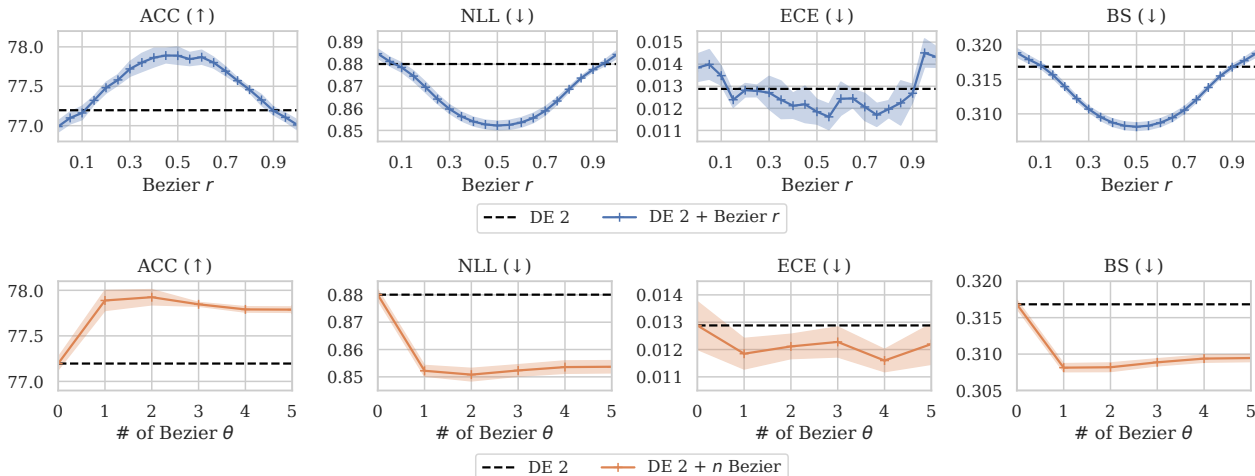 ACC (↑) NLL (↓) ECE (↓) BS (↓)
78.0 0.89 0.015 0.320
0.88 0.014
77.5 0.87 0.013 0.315
0.86 0.012 0.310
77.0 0.85 0.011
0.1 0.3 0.5 0.7 0.9 0.1 0.3 0.5 0.7 0.9 0.1 0.3 0.5 0.7 0.9 0.1 0.3 0.5 0.7 0.9
Bezier r Bezier r Bezier r Bezier r
DE 2 DE 2 + Bezier r
ACC (↑) NLL (↓) ECE (↓) BS (↓)
78.0 0.88 0.014 0.320
77.5 0.87 0.013 0.315
0.86 0.012 0.310
77.0 0.85 0.011 0.305
0 1 2 3 4 5 0 1 2 3 4 5 0 1 2 3 4 5 0 1 2 3 4 5
# of Bezier θ # of Bezier θ # of Bezier θ # of Bezier θ
DE 2 DE 2 + n Bezier